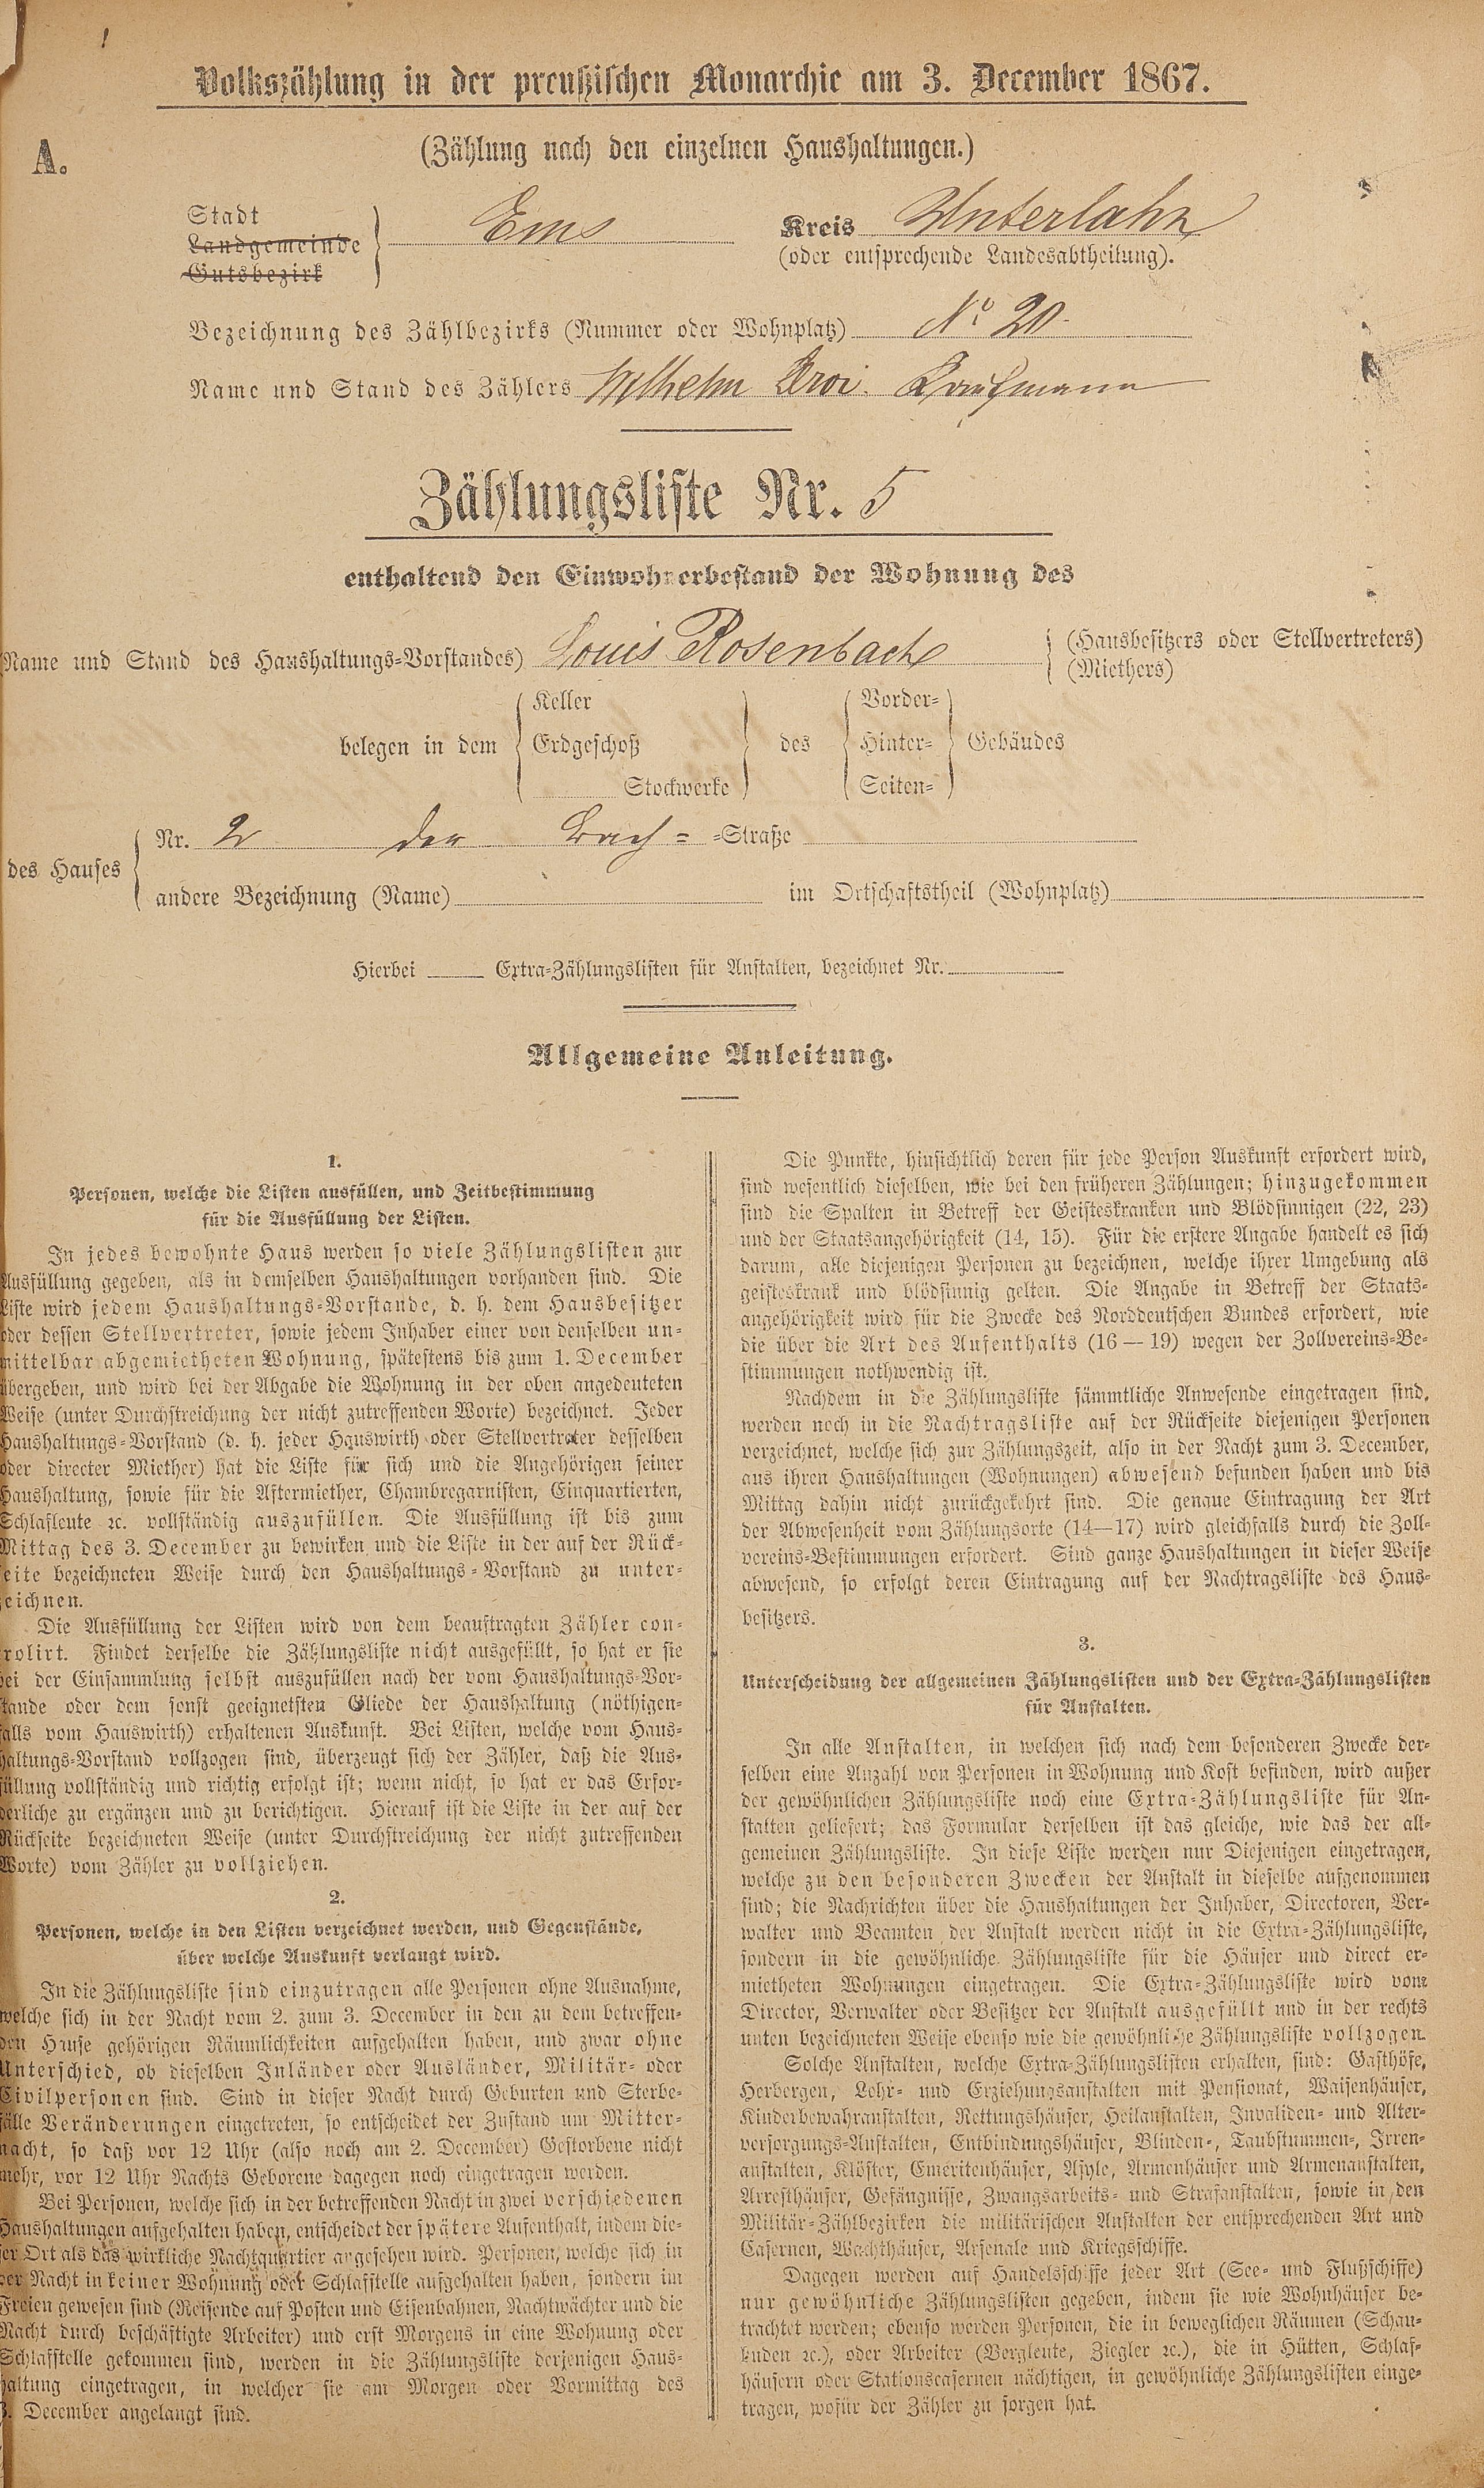 Volkszählung in der preußischen Monarchie am 3. December 1867.
A.
(Zählung nach den einzelnen Haushaltungen.)
Stadt
Landgemeinde
Gutsbezirk
Ems
Kreis Unterlahn
(oder entsprechende Landesabtheilung).
Bezeichnung des Zählbezirks (Nummer oder Wohnplatz) No 20
Name und Stand des Zählers Wilhelm Kaufmann
Zählungsliste Nr. 5
enthaltend den Einwohnerbestand der Wohnung des
(Name und Stand des Haushaltungs-Vorstandes) Louis Rosenbach
(Hausbesitzers oder Stellvertreters)
(Miethers)
belegen in dem
Keller
Erdgeschoß
Stockwerke
des
Vorder-
Hinter-
Seiten-
Gebäudes
des Hauses
Nr. 2 der Bach- -Straße
andere Bezeichnung (Name) im Ortschaftstheil (Wohnplatz)
Hierbei Extra-Zählungslisten für Anstalten, bezeichnet Nr.
Allgemeine Anleitung.
1.
Personen, welche die Listen ausfüllen, und Zeitbestimmung
für die Ausfüllung der Listen.
In jedes bewohnte Haus werden so viele Zählungslisten zur
Ausfüllung gegeben, als in demselben Haushaltungen vorhanden sind. Die
Liste wird jedem Haushaltungs-Vorstande, d. h. dem Hausbesitzer
oder dessen Stellvertreter, sowie jedem Inhaber einer von denselben un-
mittelbar abgemietheten Wohnung, spätestens bis zum 1. December
übergeben, und wird bei der Abgabe die Wohnung in der oben angedeuteten
Weise (unter Durchstreichung der nicht zutreffenden Worte) bezeichnet. Jeder
Haushaltungs-Vorstand (d. h. jeder Hauswirth oder Stellvertreter desselben
oder directer Miether) hat die Liste für sich und die Angehörigen seiner
Haushaltung, sowie für die Aftermiether, Chambregarnisten, Einquartierten,
Schlafleute ꝛc. vollständig auszufüllen. Die Ausfüllung ist bis zum
Mittag des 3. December zu bewirken und die Liste in der auf der Rück-
seite bezeichneten Weise durch den Haushaltungs-Vorstand zu unter-
zeichnen.
Die Ausfüllung der Listen wird von dem beauftragten Zähler con-
trolirt. Findet derselbe die Zählungsliste nicht ausgefüllt, so hat er sie
bei der Einsammlung selbst auszufüllen nach der vom Haushaltungs-Vor-
stande oder dem sonst geeignetsten Gliede der Haushaltung (nöthigen-
falls vom Hauswirth) erhaltenen Auskunft. Bei Listen, welche vom Haus-
haltungs-Vorstand vollzogen sind, überzeugt sich der Zähler, daß die Aus-
füllung vollständig und richtig erfolgt ist; wenn nicht, so hat er das Erfor-
derliche zu ergänzen und zu berichtigen. Hierauf ist die Liste in der auf der
Rückseite bezeichneten Weise (unter Durchstreichung der nicht zutreffenden
Worte) vom Zähler zu vollziehen.
2.
Personen, welche in den Listen verzeichnet werden, und Gegenstände,
über welche Auskunft verlangt wird.
In die Zählungsliste sind einzutragen alle Personen ohne Ausnahme,
welche sich in der Nacht vom 2. zum 3. December in den zu dem betreffen-
den Hause gehörigen Räumlichkeiten aufgehalten haben, und zwar ohne
Unterschied, ob dieselben Inländer oder Ausländer, Militär- oder
Civilpersonen sind. Sind in dieser Nacht durch Geburten und Sterbe-
fälle Veränderungen eingetreten, so entscheidet der Zustand um Mitter-
nacht, so daß vor 12 Uhr (also noch am 2. December) Gestorbene nicht
mehr, vor 12 Uhr Nachts Geborene dagegen noch eingetragen werden.
Bei Personen, welche sich in der betreffenden Nacht in zwei verschiedenen
Haushaltungen aufgehalten haben, entscheidet der spätere Aufenthalt, indem die-
ser Ort als das wirkliche Nachtquartier angesehen wird. Personen, welche sich in
der Nacht in keiner Wohnung oder Schlafstelle aufgehalten haben, sondern im
Freien gewesen sind (Reisende auf Posten und Eisenbahnen, Nachtwächter und die
Nacht durch beschäftigte Arbeiter) und erst Morgens in eine Wohnung oder
Schlafstelle gekommen sind, werden in die Zählungsliste derjenigen Haus-
haltung eingetragen, in welcher sie am Morgen oder Vormittag des
3. December angelangt sind.
Die Punkte, hinsichtlich deren für jede Person Auskunft erfordert wird,
sind wesentlich dieselben, wie bei den früheren Zählungen; hinzugekommen
sind die Spalten in Betreff der Geisteskranken und Blödsinnigen (22, 23)
und der Staatsangehörigkeit (14, 15). Für die erstere Angabe handelt es sich
darum, alle diejenigen Personen zu bezeichnen, welche ihrer Umgebung als
geisteskrank und blödsinnig gelten. Die Angabe in Betreff der Staats-
angehörigkeit wird für die Zwecke des Norddeutschen Bundes erfordert, wie
die über die Art des Aufenthalts (16—19) wegen der Zollvereins-Be-
stimmungen nothwendig ist.
Nachdem in die Zählungsliste sämmtliche Anwesende eingetragen sind,
werden noch in die Nachtragsliste auf der Rückseite diejenigen Personen
verzeichnet, welche sich zur Zählungszeit, also in der Nacht zum 3. December,
aus ihren Haushaltungen (Wohnungen) abwesend befunden haben und bis
Mittag dahin nicht zurückgekehrt sind. Die genaue Eintragung der Art
der Abwesenheit vom Zählungsorte (14—17) wird gleichfalls durch die Zoll-
vereins-Bestimmungen erfordert. Sind ganze Haushaltungen in dieser Weise
abwesend, so erfolgt deren Eintragung auf der Nachtragsliste des Haus-
besitzers.
3.
Unterscheidung der allgemeinen Zählungslisten und der Extra-Zählungslisten
für Anstalten.
In alle Anstalten, in welchen sich nach dem besonderen Zwecke der-
selben eine Anzahl von Personen in Wohnung und Kost befinden, wird außer
der gewöhnlichen Zählungsliste noch eine Extra-Zählungsliste für An-
stalten geliefert; das Formular derselben ist das gleiche, wie das der all-
gemeinen Zählungsliste. In diese Liste werden nur Diejenigen eingetragen,
welche zu den besonderen Zwecken der Anstalt in dieselbe aufgenommen
sind; die Nachrichten über die Haushaltungen der Inhaber, Directoren, Ver-
walter und Beamten der Anstalt werden nicht in die Extra-Zählungsliste,
sondern in die gewöhnliche Zählungsliste für die Häuser und direct er-
mietheten Wohnungen eingetragen. Die Extra-Zählungsliste wird vom
Director, Verwalter oder Besitzer der Anstalt ausgefüllt und in der rechts
unten bezeichneten Weise ebenso wie die gewöhnliche Zählungsliste vollzogen.
Solche Anstalten, welche Extra-Zählungslisten erhalten, sind: Gasthöfe,
Herbergen, Lehr- und Erziehungsanstalten mit Pensionat, Waisenhäuser,
Kinderbewahranstalten, Rettungshäuser, Heilanstalten, Invaliden- und Alter-
versorgungs-Anstalten, Entbindungshäuser, Blinden-, Taubstummen-, Irren-
anstalten, Klöster, Emeritenhäuser, Asyle, Armenhäuser und Armenanstalten,
Arresthäuser, Gefängnisse, Zwangsarbeits- und Strafanstalten, sowie in den
Militär-Zählbezirken die militärischen Anstalten der entsprechenden Art und
Casernen, Wachthäuser, Arsenale und Kriegsschiffe.
Dagegen werden auf Handelsschiffe jeder Art (See- und Flußschiffe)
nur gewöhnliche Zählungslisten gegeben, indem sie wie Wohnhäuser be-
trachtet werden; ebenso werden Personen, die in beweglichen Räumen (Schau-
buden ꝛc.), oder Arbeiter (Bergleute, Ziegler ꝛc.), die in Hütten, Schlaf-
häusern oder Stationscasernen nächtigen, in gewöhnliche Zählungslisten einge-
tragen, wofür der Zähler zu sorgen hat.